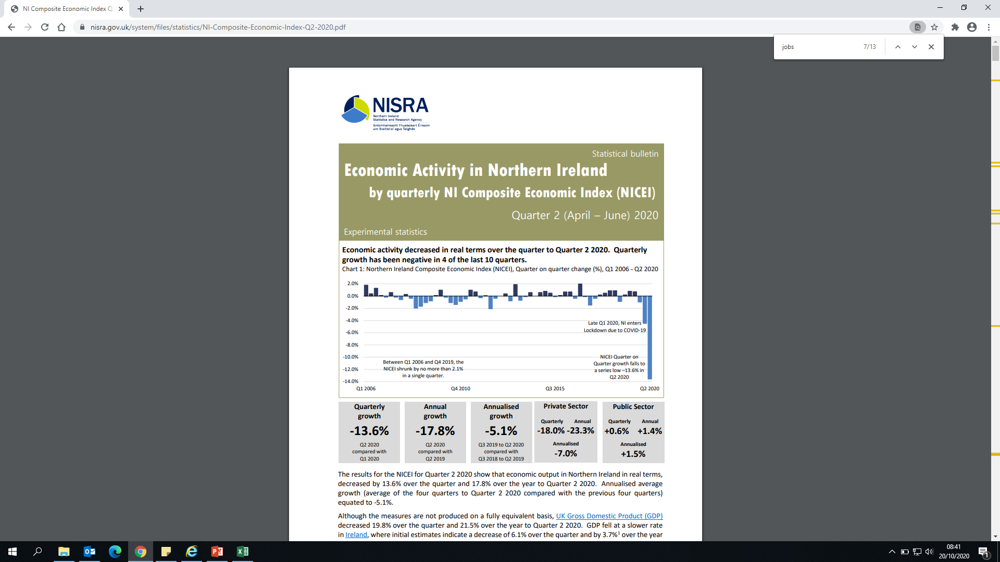 NI Composite Economic Index Q
nisra.gov.uk/system/files/statistics/NI-Composite-Economic-Index-Q2-2020.pdf
jobs 7/13
NISRA
Northern Ireland
Statistics and Research Agency
Gníomhaireacht Thuaisceart Éireann
um Staitisticí agus Taighde
Statistical bulletin
Economic Activity in Northern Ireland
by quarterly NI Composite Economic Index (NICEI)
Quarter 2 (April – June) 2020
Experimental statistics
Economic activity decreased in real terms over the quarter to Quarter 2 2020. Quarterly
growth has been negative in 4 of the last 10 quarters.
Chart 1: Northern Ireland Composite Economic Index (NICEI), Quarter on quarter change (%), Q1 2006 – Q2 2020
2.0%
0.0%
-2.0%
-4.0%
-6.0%
-8.0%
-10.0%
-12.0%
-14.0%
Late Q1 2020, NI enters
Lockdown due to COVID-19
Between Q1 2006 and Q4 2019, the
NICEI shrunk by no more than 2.1%
in a single quarter.
NICEI Quarter on
Quarter growth falls to
a series low –13.6% in
Q2 2020
Q1 2006 Q4 2010 Q3 2015 Q2 2020
Quarterly
growth
-13.6%
Q2 2020
compared with
Q1 2020
Annual
growth
-17.8%
Q2 2020
compared with
Q2 2019
Annualised
growth
-5.1%
Q3 2019 to Q2 2020
compared with
Q3 2018 to Q2 2019
Private Sector
Quarterly Annual
-18.0% -23.3%
Annualised
-7.0%
Public Sector
Quarterly Annual
+0.6% +1.4%
Annualised
+1.5%
The results for the NICEI for Quarter 2 2020 show that economic output in Northern Ireland in real terms,
decreased by 13.6% over the quarter and 17.8% over the year to Quarter 2 2020. Annualised average
growth (average of the four quarters to Quarter 2 2020 compared with the previous four quarters)
equated to -5.1%.
Although the measures are not produced on a fully equivalent basis, UK Gross Domestic Product (GDP)
decreased 19.8% over the quarter and 21.5% over the year to Quarter 2 2020. GDP fell at a slower rate
in Ireland, where initial estimates indicate a decrease of 6.1% over the quarter and by 3.7%¹ over the year
08:41
20/10/2020
1